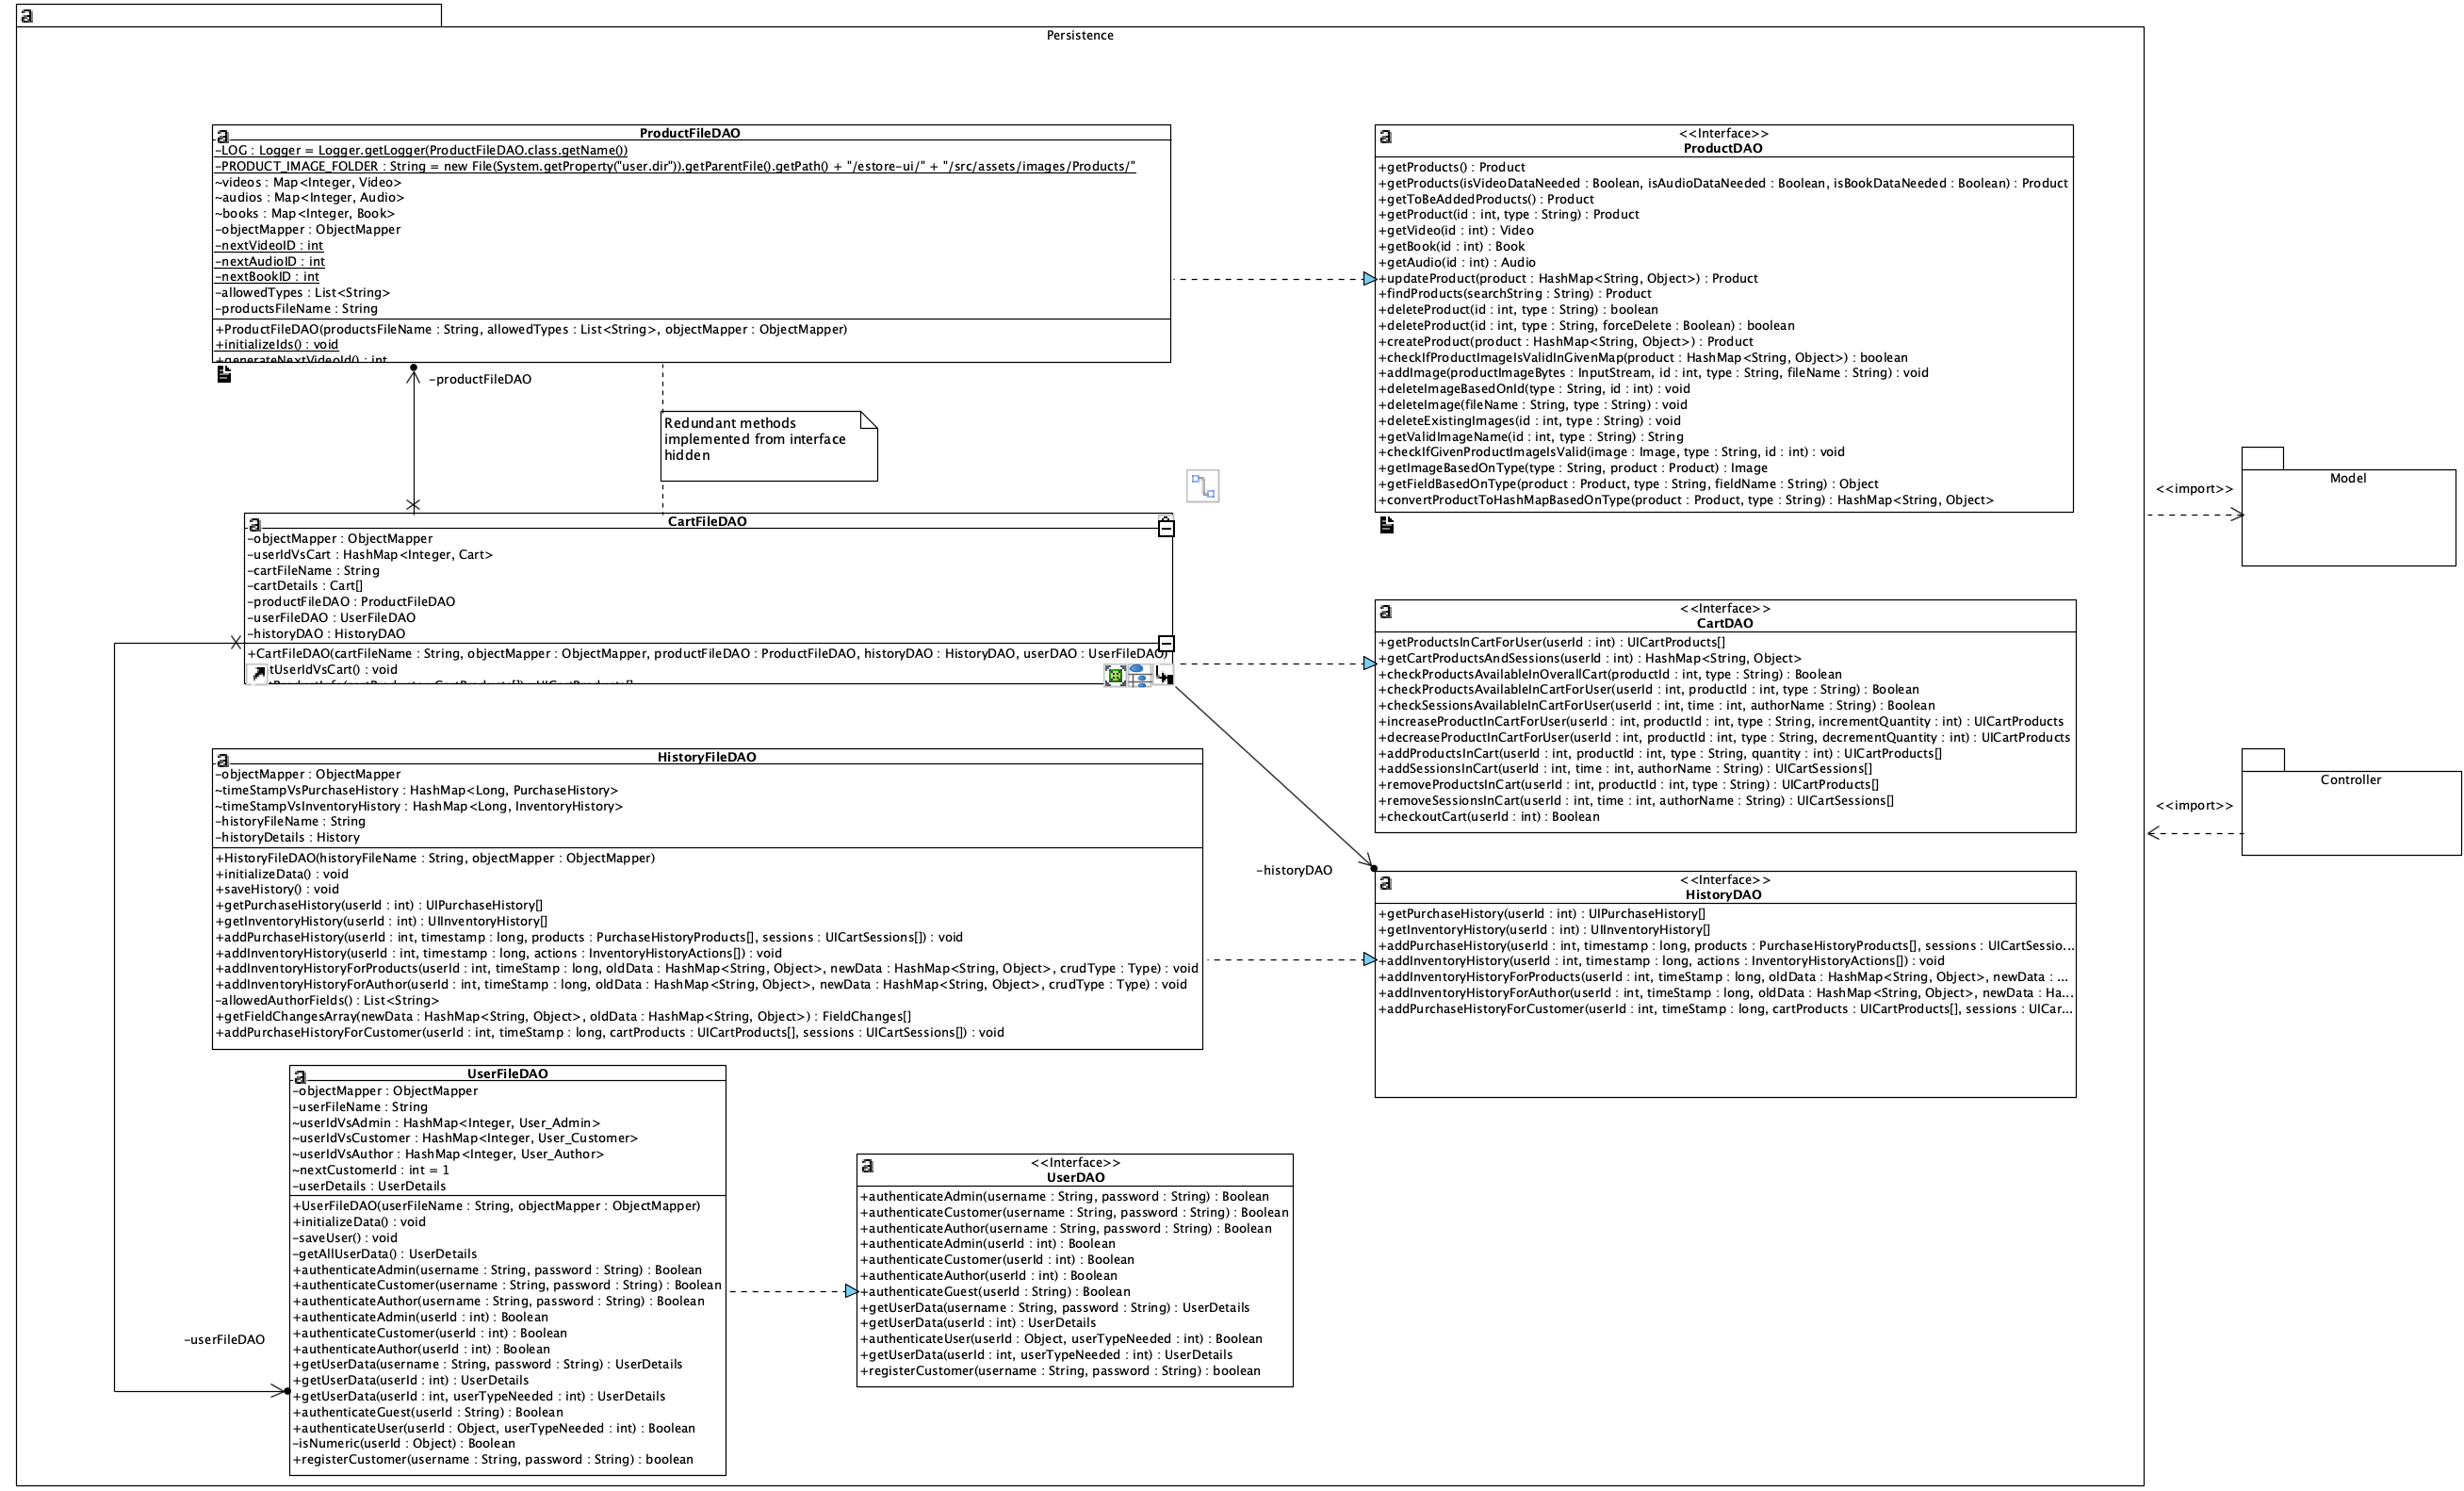 Persistence
ProductFileDAO
-LOG : Logger = Logger.getLogger(ProductFileDAO.class.getName())
-PRODUCT_IMAGE_FOLDER : String = new File(System.getProperty("user.dir")).getParentFile().getPath() + "/estore-ui/" + "/src/assets/images/Products/"
~videos : Map<Integer, Video>
~audios : Map<Integer, Audio>
~books : Map<Integer, Book>
-objectMapper : ObjectMapper
-nextVideoID : int
-nextAudioID : int
-nextBookID : int
-allowedTypes : List<String>
-productsFileName : String
+ProductFileDAO(productsFileName : String, allowedTypes : List<String>, objectMapper : ObjectMapper)
+initializeIds() : void
+generateNextVideoId() : int
-productFileDAO
Redundant methods
implemented from interface
hidden
<<Interface>>
ProductDAO
+getProducts() : Product
+getProducts(isVideoDataNeeded : Boolean, isAudioDataNeeded : Boolean, isBookDataNeeded : Boolean) : Product
+getToBeAddedProducts() : Product
+getProduct(id : int, type : String) : Product
+getVideo(id : int) : Video
+getBook(id : int) : Book
+getAudio(id : int) : Audio
+updateProduct(product : HashMap<String, Object>) : Product
+findProducts(searchString : String) : Product
+deleteProduct(id : int, type : String) : boolean
+deleteProduct(id : int, type : String, forceDelete : Boolean) : boolean
+createProduct(product : HashMap<String, Object>) : Product
+checkIfProductImageIsValidInGivenMap(product : HashMap<String, Object>) : boolean
+addImage(productImageBytes : InputStream, id : int, type : String, fileName : String) : void
+deleteImageBasedOnId(type : String, id : int) : void
+deleteImage(fileName : String, type : String) : void
+deleteExistingImages(id : int, type : String) : void
+getValidImageName(id : int, type : String) : String
+checkIfGivenProductImageIsValid(image : Image, type : String, id : int) : void
+getImageBasedOnType(type : String, product : Product) : Image
+getFieldBasedOnType(product : Product, type : String, fieldName : String) : Object
+convertProductToHashMapBasedOnType(product : Product, type : String) : HashMap<String, Object>
<<import>>
Model
CartFileDAO
-objectMapper : ObjectMapper
-userIdVsCart : HashMap<Integer, Cart>
-cartFileName : String
-cartDetails : Cart[]
-productFileDAO : ProductFileDAO
-userFileDAO : UserFileDAO
-historyDAO : HistoryDAO
+CartFileDAO(cartFileName : String, objectMapper : ObjectMapper, productFileDAO : ProductFileDAO, historyDAO : HistoryDAO, userDAO : UserFileDAO)
tUserIdVsCart() : void
<<Interface>>
CartDAO
+getProductsInCartForUser(userId : int) : UICartProducts[]
+getCartProductsAndSessions(userId : int) : HashMap<String, Object>
+checkProductsAvailableInOverallCart(productId : int, type : String) : Boolean
+checkProductsAvailableInCartForUser(userId : int, productId : int, type : String) : Boolean
+checkSessionsAvailableInCartForUser(userId : int, time : int, authorName : String) : Boolean
+increaseProductInCartForUser(userId : int, productId : int, type : String, incrementQuantity : int) : UICartProducts
+decreaseProductInCartForUser(userId : int, productId : int, type : String, decrementQuantity : int) : UICartProducts
+addProductsInCart(userId : int, productId : int, type : String, quantity : int) : UICartProducts[]
+addSessionsInCart(userId : int, time : int, authorName : String) : UICartSessions[]
+removeProductsInCart(userId : int, productId : int, type : String) : UICartProducts[]
+removeSessionsInCart(userId : int, time : int, authorName : String) : UICartSessions[]
+checkoutCart(userId : int) : Boolean
<<import>>
Controller
HistoryFileDAO
-objectMapper : ObjectMapper
~timeStampVsPurchaseHistory : HashMap<Long, PurchaseHistory>
~timeStampVsInventoryHistory : HashMap<Long, InventoryHistory>
-historyFileName : String
-historyDetails : History
+HistoryFileDAO(historyFileName : String, objectMapper : ObjectMapper)
+initializeData() : void
+saveHistory() : void
+getPurchaseHistory(userId : int) : UIPurchaseHistory[]
+getInventoryHistory(userId : int) : UIInventoryHistory[]
+addPurchaseHistory(userId : int, timestamp : long, products : PurchaseHistoryProducts[], sessions : UICartSessions[]) : void
+addInventoryHistory(userId : int, timestamp : long, actions : InventoryHistoryActions[]) : void
+addInventoryHistoryForProducts(userId : int, timeStamp : long, oldData : HashMap<String, Object>, newData : HashMap<String, Object>, crudType : Type) : void
+addInventoryHistoryForAuthor(userId : int, timeStamp : long, oldData : HashMap<String, Object>, newData : HashMap<String, Object>, crudType : Type) : void
-allowedAuthorFields() : List<String>
+getFieldChangesArray(newData : HashMap<String, Object>, oldData : HashMap<String, Object>) : FieldChanges[]
+addPurchaseHistoryForCustomer(userId : int, timeStamp : long, cartProducts : UICartProducts[], sessions : UICartSessions[]) : void
-historyDAO
<<Interface>>
HistoryDAO
+getPurchaseHistory(userId : int) : UIPurchaseHistory[]
+getInventoryHistory(userId : int) : UIInventoryHistory[]
+addPurchaseHistory(userId : int, timestamp : long, products : PurchaseHistoryProducts[], sessions : UICartSessio...
+addInventoryHistory(userId : int, timestamp : long, actions : InventoryHistoryActions[]) : void
+addInventoryHistoryForProducts(userId : int, timeStamp : long, oldData : HashMap<String, Object>, newData : ...
+addInventoryHistoryForAuthor(userId : int, timeStamp : long, oldData : HashMap<String, Object>, newData : Ha...
+addPurchaseHistoryForCustomer(userId : int, timeStamp : long, cartProducts : UICartProducts[], sessions : UICar...
UserFileDAO
-objectMapper : ObjectMapper
-userFileName : String
~userIdVsAdmin : HashMap<Integer, User_Admin>
~userIdVsCustomer : HashMap<Integer, User_Customer>
~userIdVsAuthor : HashMap<Integer, User_Author>
~nextCustomerId : int = 1
-userDetails : UserDetails
+UserFileDAO(userFileName : String, objectMapper : ObjectMapper)
+initializeData() : void
-saveUser() : void
-getAllUserData() : UserDetails
+authenticateAdmin(username : String, password : String) : Boolean
+authenticateCustomer(username : String, password : String) : Boolean
+authenticateAuthor(username : String, password : String) : Boolean
+authenticateAdmin(userId : int) : Boolean
+authenticateCustomer(userId : int) : Boolean
+authenticateAuthor(userId : int) : Boolean
+getUserData(username : String, password : String) : UserDetails
+getUserData(userId : int) : UserDetails
+getUserData(userId : int, userTypeNeeded : int) : UserDetails
+authenticateGuest(userId : String) : Boolean
+authenticateUser(userId : Object, userTypeNeeded : int) : Boolean
-isNumeric(userId : Object) : Boolean
+registerCustomer(username : String, password : String) : boolean
-userFileDAO
<<Interface>>
UserDAO
+authenticateAdmin(username : String, password : String) : Boolean
+authenticateCustomer(username : String, password : String) : Boolean
+authenticateAuthor(username : String, password : String) : Boolean
+authenticateAdmin(userId : int) : Boolean
+authenticateCustomer(userId : int) : Boolean
+authenticateAuthor(userId : int) : Boolean
+authenticateGuest(userId : String) : Boolean
+getUserData(username : String, password : String) : UserDetails
+getUserData(userId : int) : UserDetails
+authenticateUser(userId : Object, userTypeNeeded : int) : Boolean
+getUserData(userId : int, userTypeNeeded : int) : UserDetails
+registerCustomer(username : String, password : String) : boolean